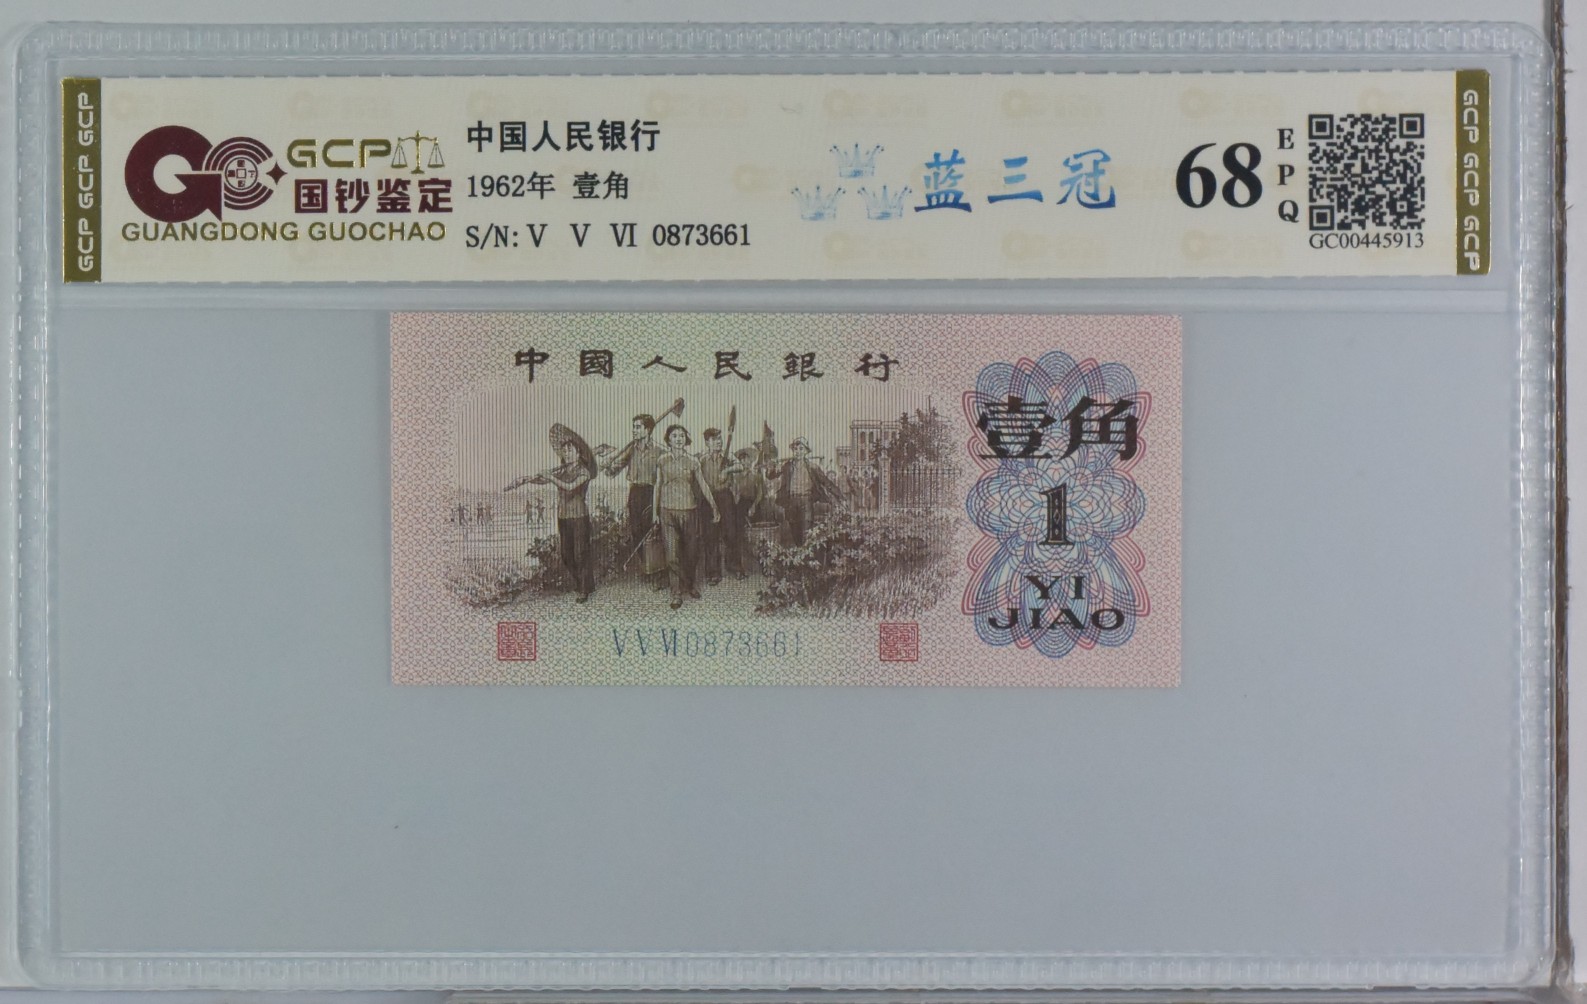 GCP GCP GCP
GCP
国钞鉴定
GUANGDONG GUOCHAO
中国人民银行
1962年 壹角
S/N: V V VI 0873661
蓝三冠
68
EPQ
GC00445913
GCP GCP GCP
中國人民銀行
壹角
1
YI
JIAO
VVVI0873661